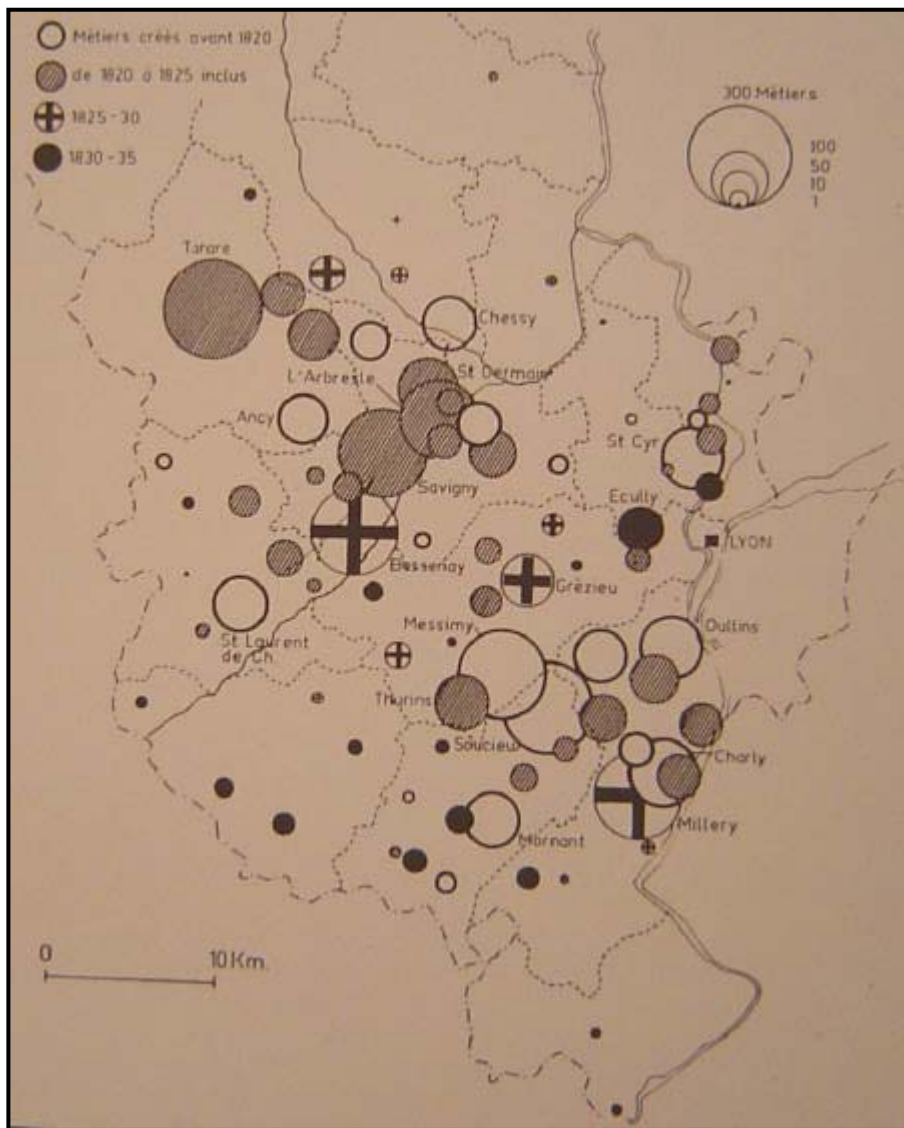 Métiers créés avant 1820
de 1820 à 1825 inclus
1825-30
1830-35
300 Métiers
100
50
10
1
Tarare
Chessy
L'Arbresle
St Germain
Ancy
St Cyr
Savigny
Ecully
LYON
Bessenay
Grézieu
Messimy
Oullins
St Laurent
de Ch.
Thurins
Soucieu
Charly
Millery
Mornant
0
10 Km.